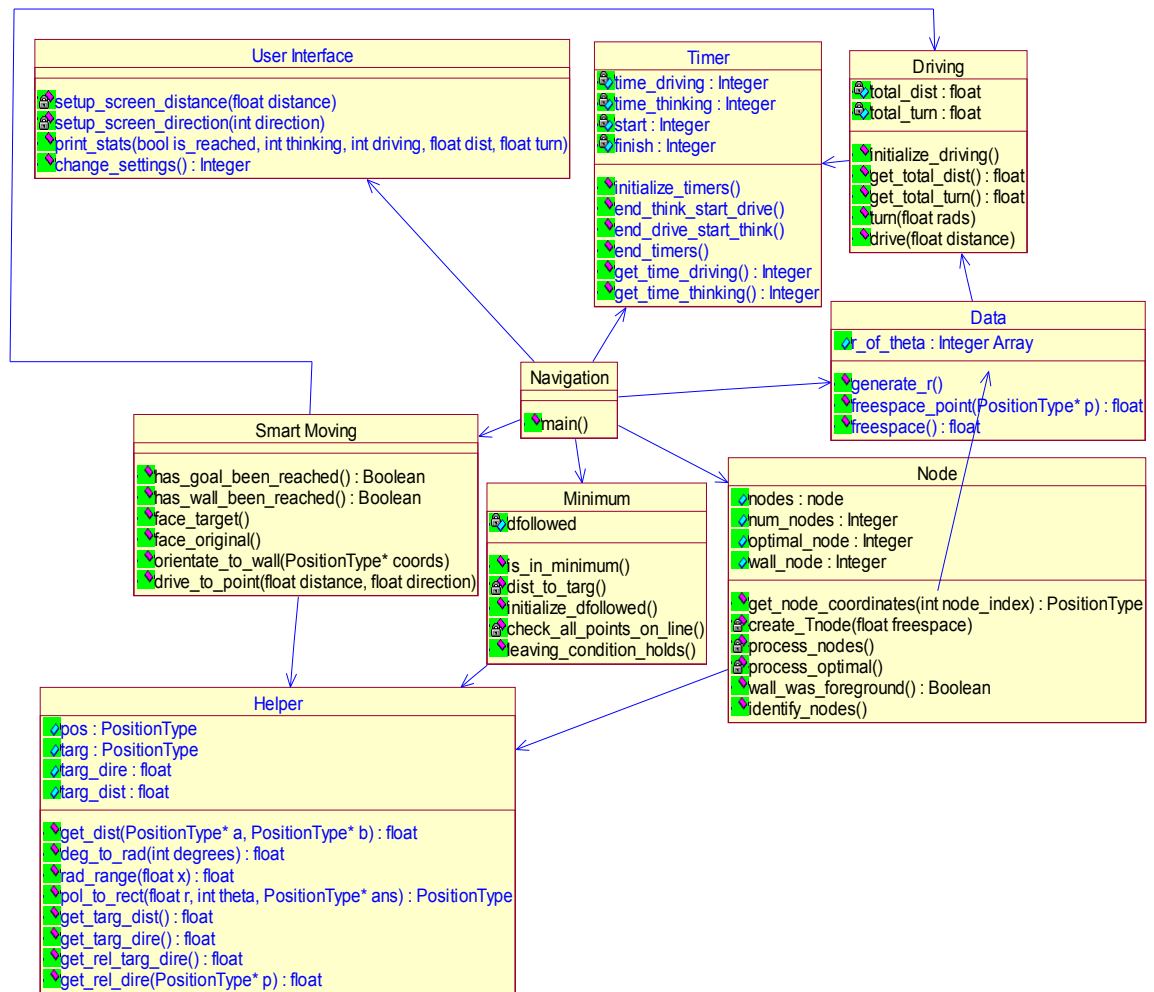 User Interface
setup_screen_distance(float distance)
setup_screen_direction(int direction)
print_stats(bool is_reached, int thinking, int driving, float dist, float turn)
change_settings() : Integer
Timer
time_driving : Integer
time_thinking : Integer
start : Integer
finish : Integer
initialize_timers()
end_think_start_drive()
end_drive_start_think()
end_timers()
get_time_driving() : Integer
get_time_thinking() : Integer
Driving
total_dist : float
total_turn : float
initialize_driving()
get_total_dist() : float
get_total_turn() : float
turn(float rads)
drive(float distance)
Data
r_of_theta : Integer Array
generate_r()
freespace_point(PositionType* p) : float
freespace() : float
Navigation
main()
Smart Moving
has_goal_been_reached() : Boolean
has_wall_been_reached() : Boolean
face_target()
face_original()
orientate_to_wall(PositionType* coords)
drive_to_point(float distance, float direction)
Minimum
dfollowed
is_in_minimum()
dist_to_targ()
initialize_dfollowed()
check_all_points_on_line()
leaving_condition_holds()
Node
nodes : node
num_nodes : Integer
optimal_node : Integer
wall_node : Integer
get_node_coordinates(int node_index) : PositionType
create_Tnode(float freespace)
process_nodes()
process_optimal()
wall_was_foreground() : Boolean
identify_nodes()
Helper
pos : PositionType
targ : PositionType
targ_dire : float
targ_dist : float
get_dist(PositionType* a, PositionType* b) : float
deg_to_rad(int degrees) : float
rad_range(float x) : float
pol_to_rect(float r, int theta, PositionType* ans) : PositionType
get_targ_dist() : float
get_targ_dire() : float
get_rel_targ_dire() : float
get_rel_dire(PositionType* p) : float